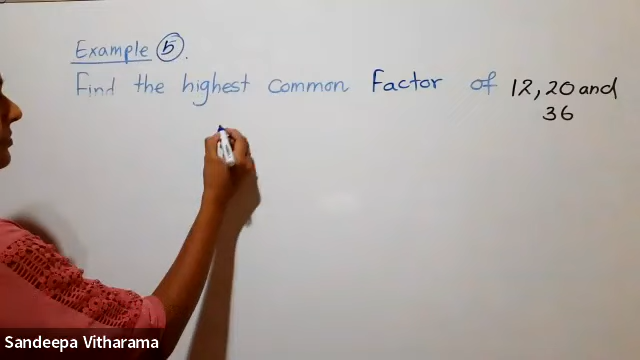 Example 5.
Find the highest common Factor of 12, 20 and
36
Sandeepa Vitharama